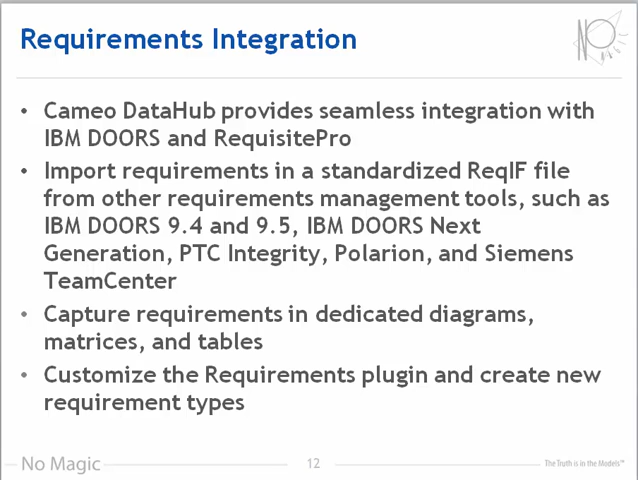 Requirements Integration
NO
• Cameo DataHub provides seamless integration with
IBM DOORS and RequisitePro
• Import requirements in a standardized ReqIF file
from other requirements management tools, such as
IBM DOORS 9.4 and 9.5, IBM DOORS Next
Generation, PTC Integrity, Polarion, and Siemens
TeamCenter
• Capture requirements in dedicated diagrams,
matrices, and tables
• Customize the Requirements plugin and create new
requirement types
No Magic
12
The Truth is in the Models™